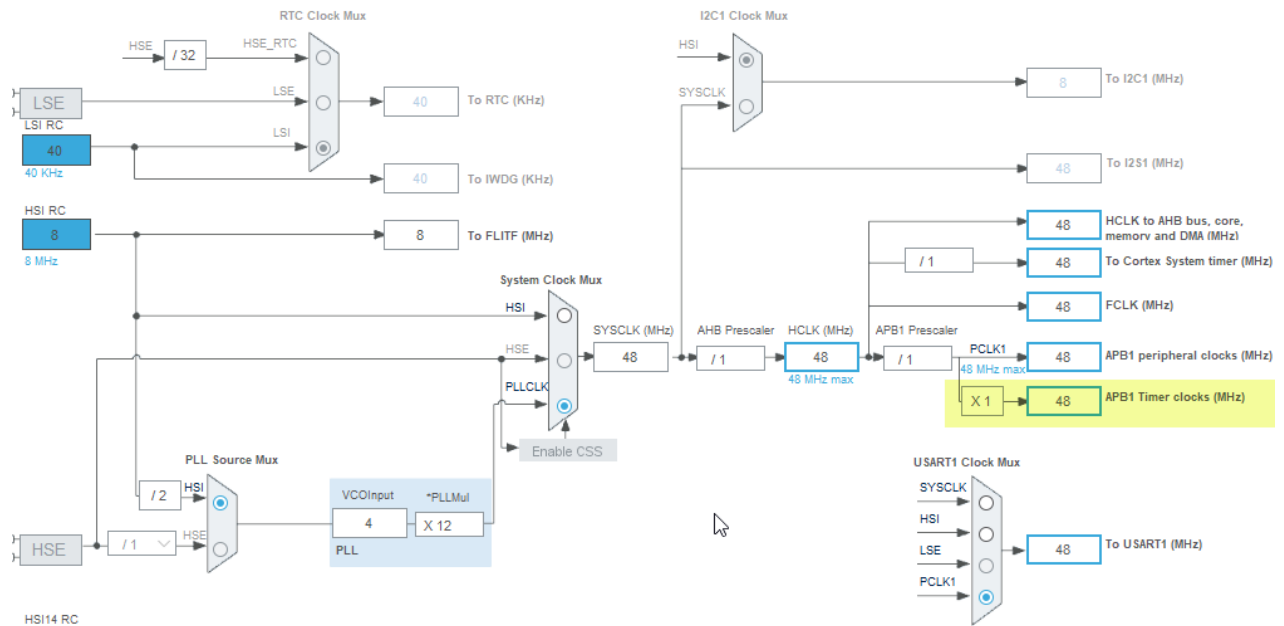 RTC Clock Mux
I2C1 Clock Mux
HSE
/ 32
HSE_RTC
HSI
LSE
LSE
40
To RTC (KHz)
SYSCLK
8
To I2C1 (MHz)
LSI RC
40
40 KHz
LSI
40
To IWDG (KHz)
48
To I2S1 (MHz)
HSI RC
8
8 MHz
8
To FLITF (MHz)
48
HCLK to AHB bus, core,
memory and DMA (MHz)
/ 1
48
To Cortex System timer (MHz)
System Clock Mux
HSI
48
FCLK (MHz)
HSE
SYSCLK (MHz)
48
AHB Prescaler
/ 1
HCLK (MHz)
48
48 MHz max
APB1 Prescaler
/ 1
PCLK1
48 MHz max
48
APB1 peripheral clocks (MHz)
PLLCLK
X 1
48
APB1 Timer clocks (MHz)
Enable CSS
PLL Source Mux
/ 2
HSI
VCOInput
4
*PLLMul
X 12
PLL
HSE
/ 1
HSE
USART1 Clock Mux
SYSCLK
HSI
LSE
PCLK1
48
To USART1 (MHz)
HSI14 RC